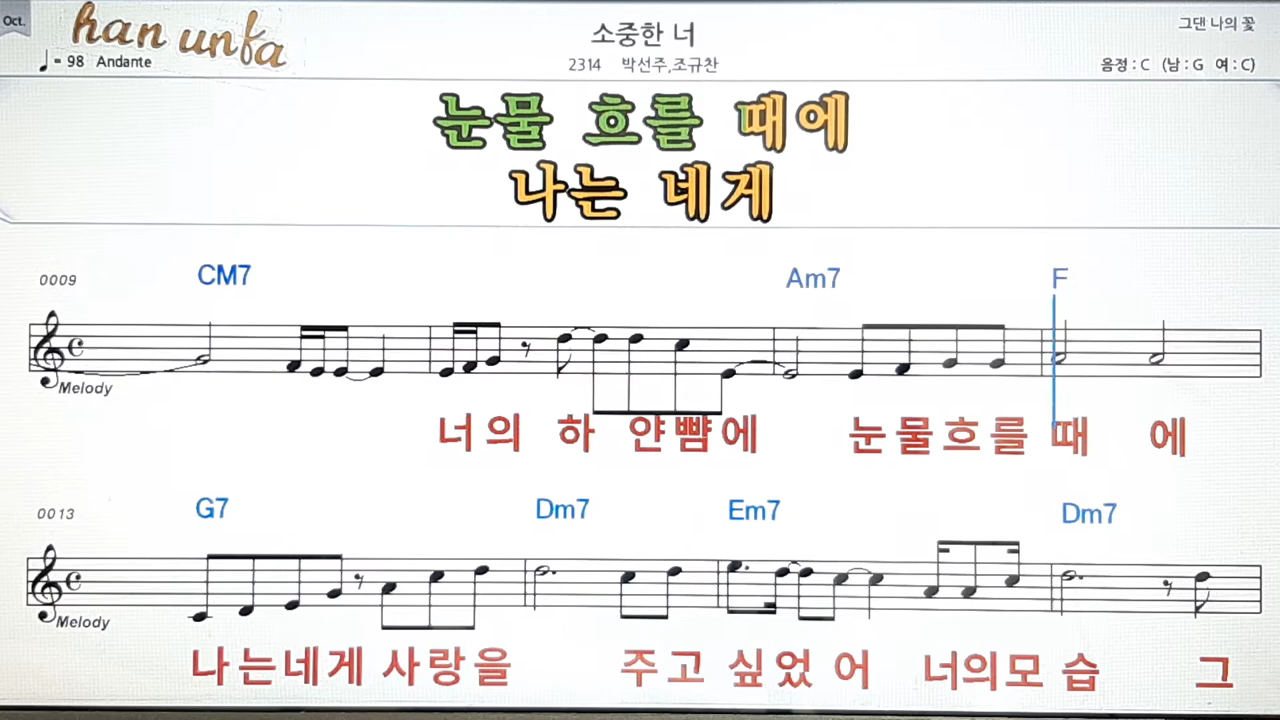 Oct.
han unfa
소중한 너
그댄 나의 꽃
♩= 98 Andante
2314 박선주,조규찬
음정 : C (남 : G 여 : C)
눈물 흐를 때에
나는 네게
0009 CM7 Am7 F
Melody
너의 하 얀뺨에 눈물흐를 때 에
0013 G7 Dm7 Em7 Dm7
Melody
나는네게 사랑을 주고 싶었 어 너의모 습 그